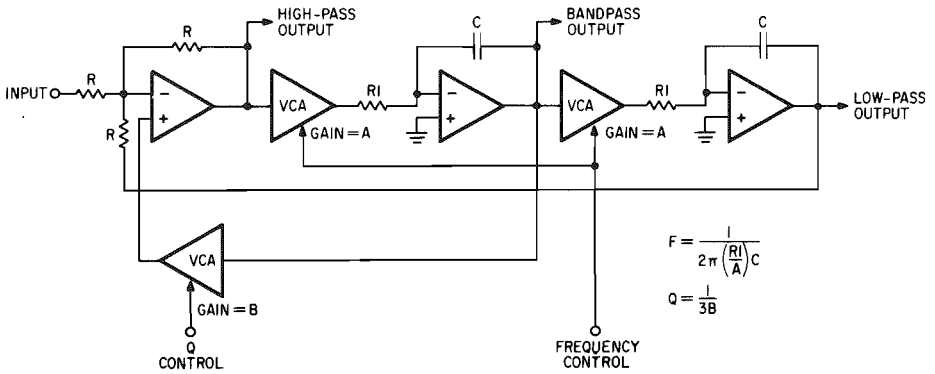 HIGH-PASS
OUTPUT
BANDPASS
OUTPUT
R
C
C
INPUT
R
R
-
+
VCA
GAIN=A
RI
-
+
VCA
GAIN=A
RI
-
+
LOW-PASS
OUTPUT
VCA
GAIN=B
Q
CONTROL
FREQUENCY
CONTROL
F = 1 / 2π (RI/A) C
Q = 1 / 3B